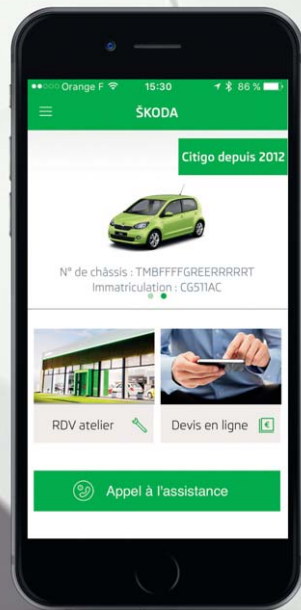 Orange F 15:30 86 %
ŠKODA
Citigo depuis 2012
N° de châssis : TMBFFFFGREERRRRRT
Immatriculation : CG511AC
RDV atelier
Devis en ligne €
Appel à l'assistance